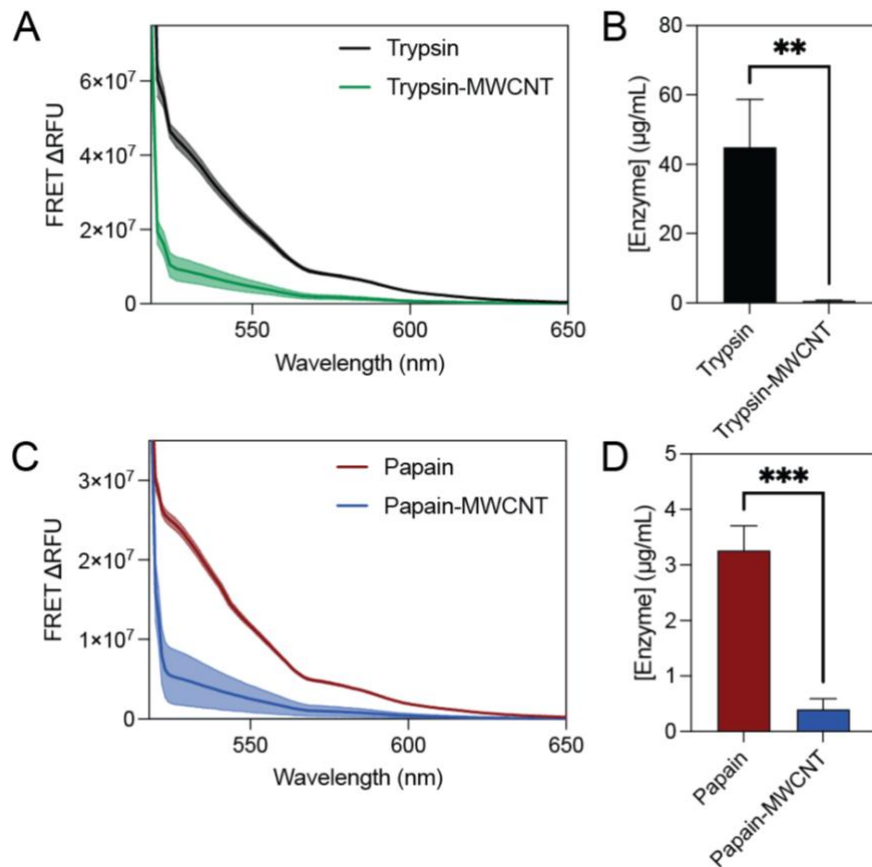 A
Trypsin
Trypsin-MWCNT
FRET ΔRFU
6×10⁷
4×10⁷
2×10⁷
0
550
600
650
Wavelength (nm)
B
**
[Enzyme] (μg/mL)
80
60
40
20
0
Trypsin
Trypsin-MWCNT
C
Papain
Papain-MWCNT
FRET ΔRFU
3×10⁷
2×10⁷
1×10⁷
0
550
600
650
Wavelength (nm)
D
***
[Enzyme] (μg/mL)
5
4
3
2
1
0
Papain
Papain-MWCNT